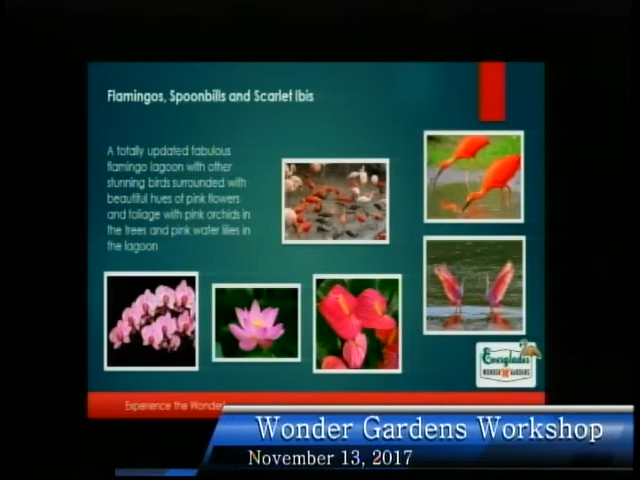 Flamingos, Spoonbills and Scarlet Ibis
A totally updated fabulous
flamingo lagoon with other
stunning birds surrounded with
beautiful hues of pink flowers
and foliage with pink orchids in
the trees and pink water lilies in
the lagoon
Everglades
WONDER GARDENS
Experience the Wonder!
Wonder Gardens Workshop
November 13, 2017